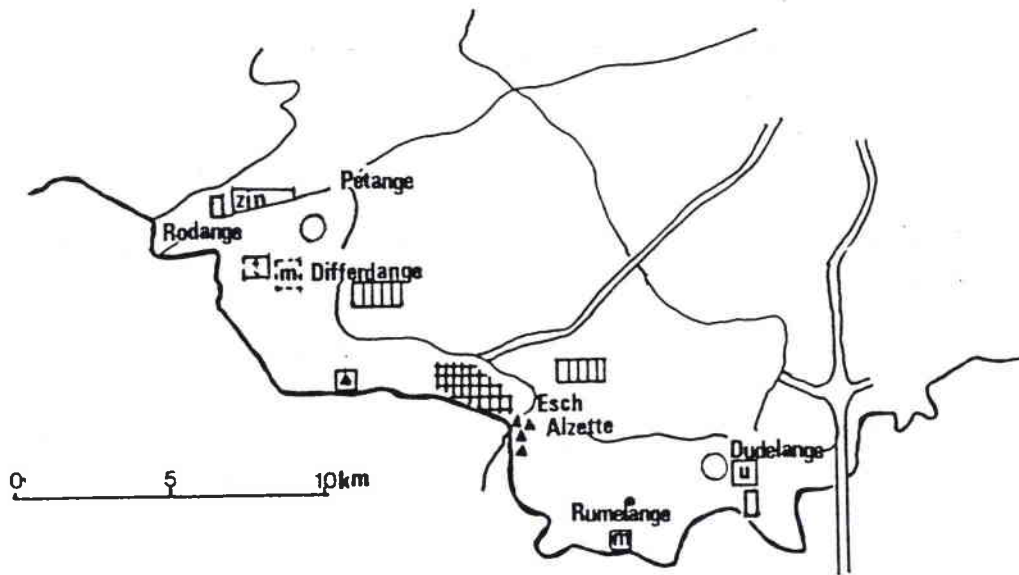 Pétange
zin
Rodange
m
Differdange
Esch
Alzette
Dudelange
u
0
5
10km
Rumelange
m